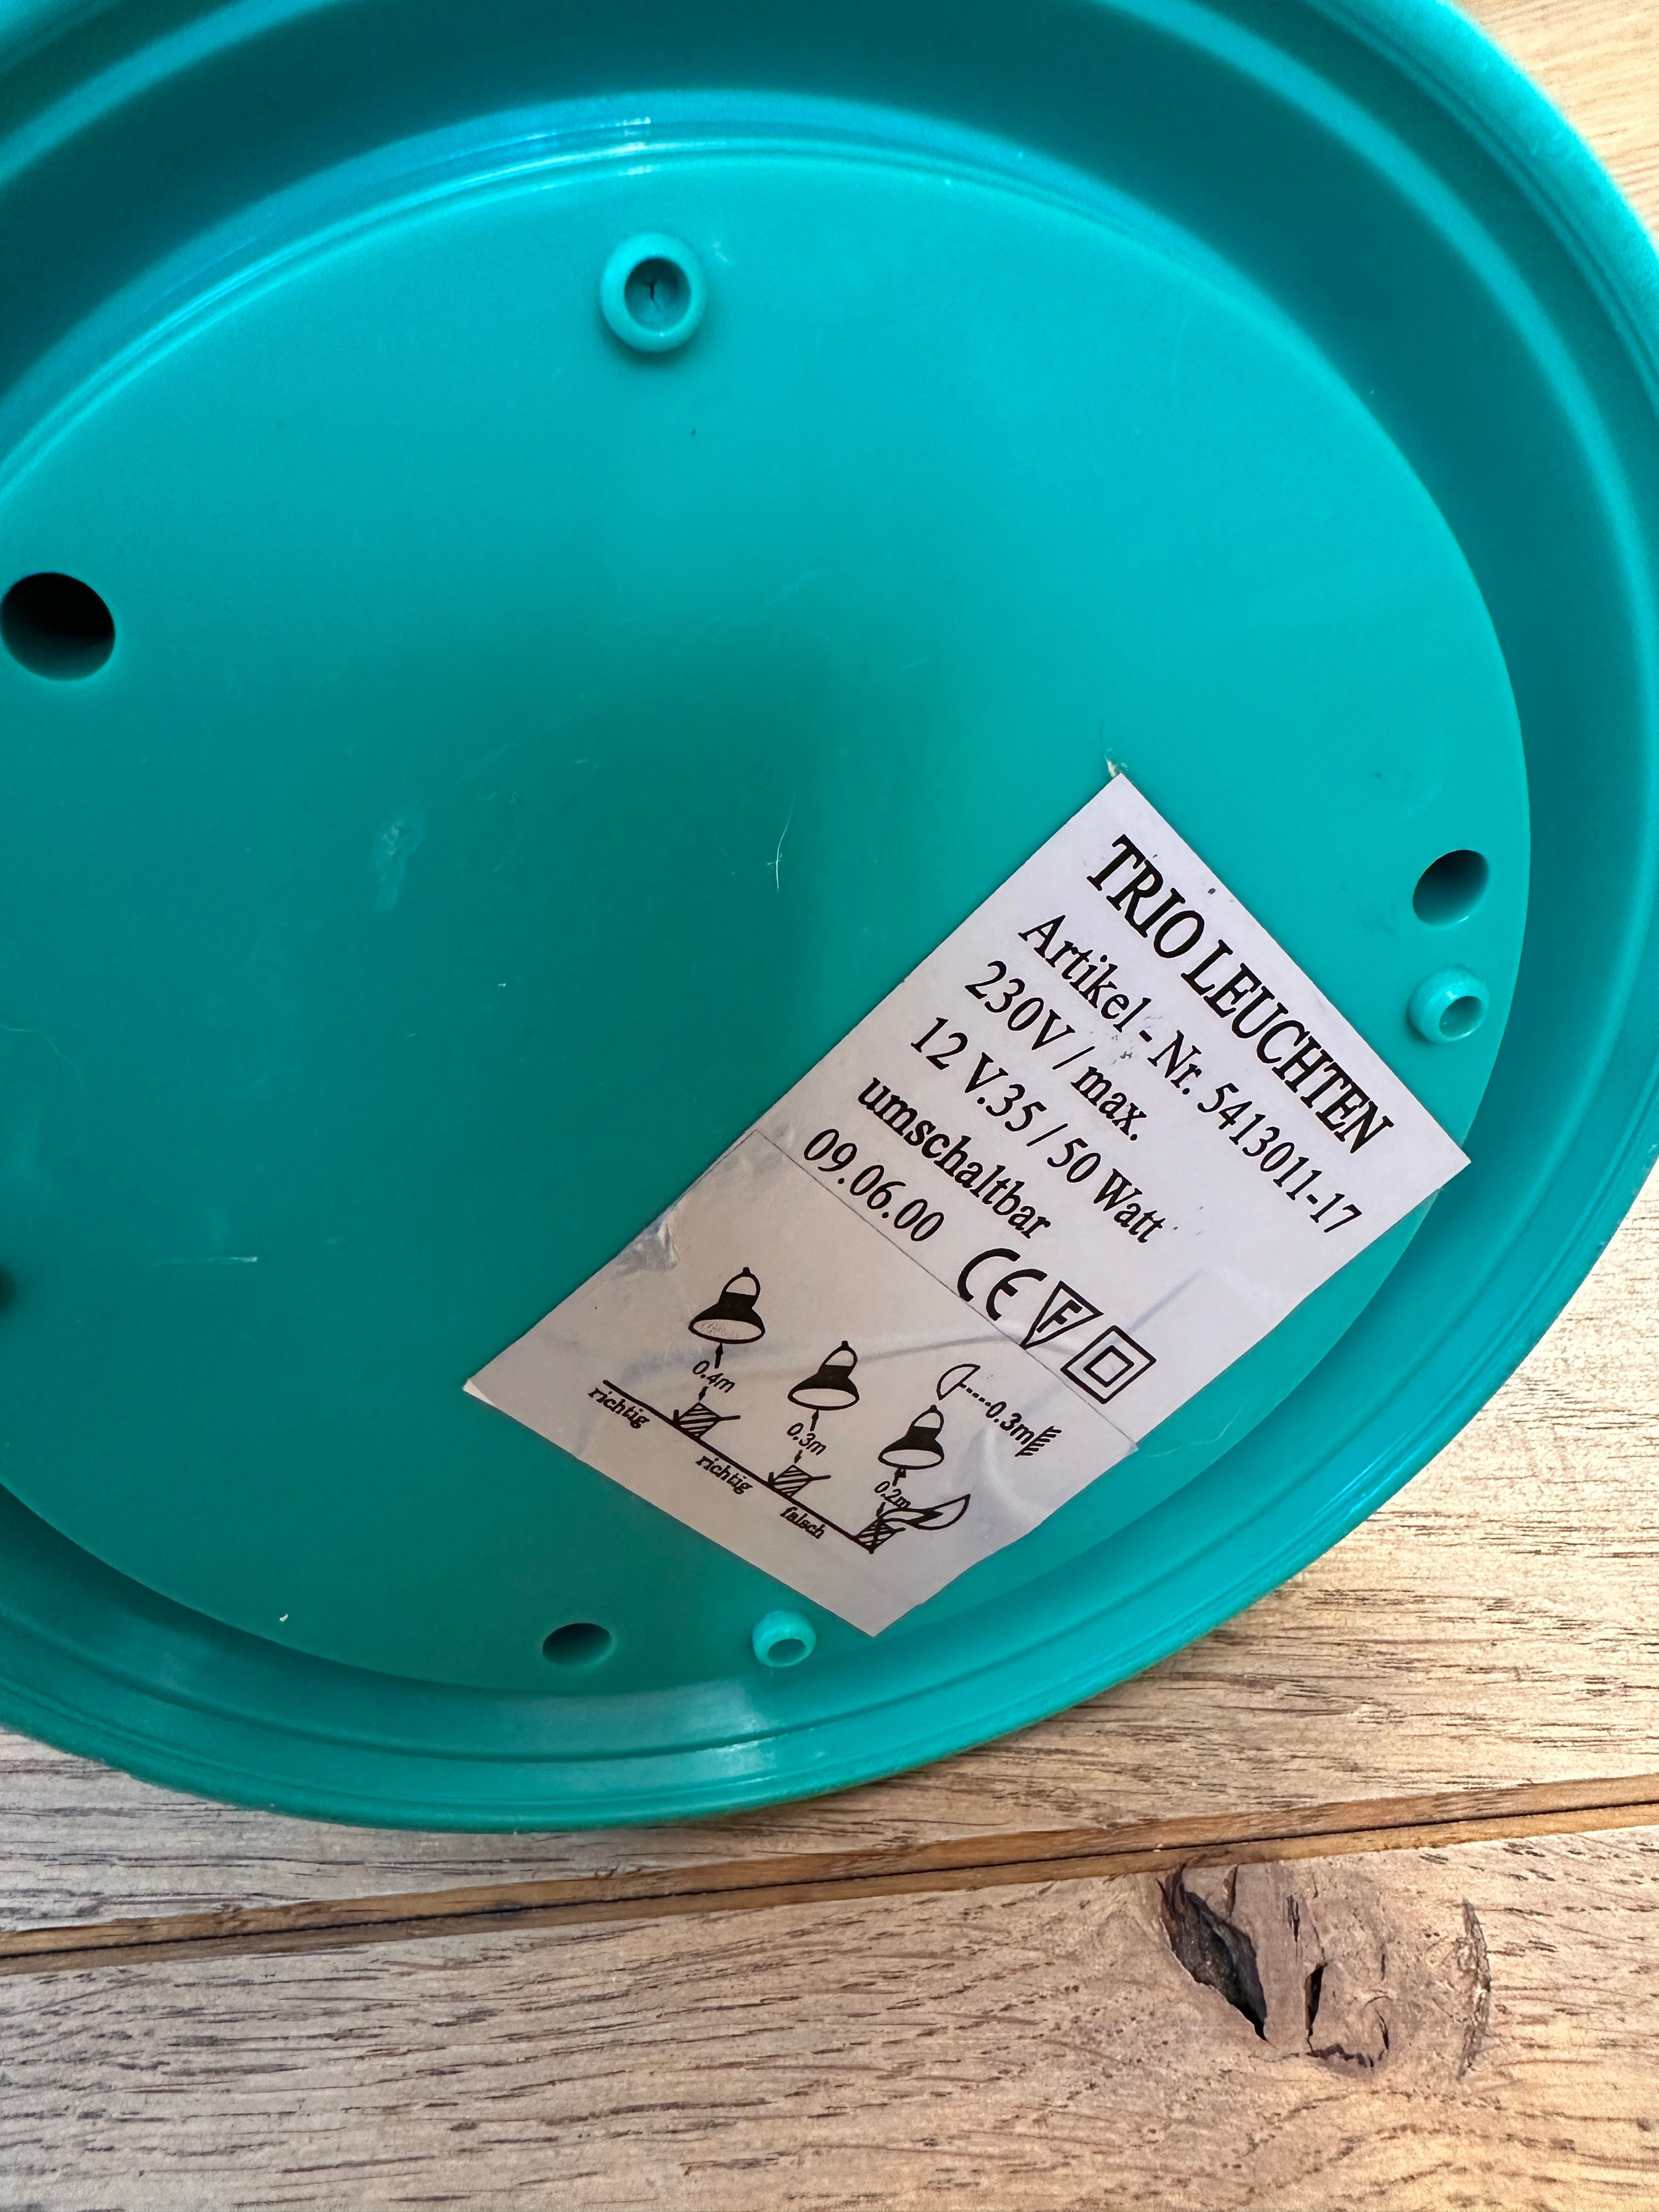 TRIO LEUCHTEN
Artikel - Nr. 5413011-17
230V / max.
12 V.35 / 50 Watt
umschaltbar
09.06.00
CE F
0.4m
richtig
0.3m
richtig
0.3m
0.2m
falsch